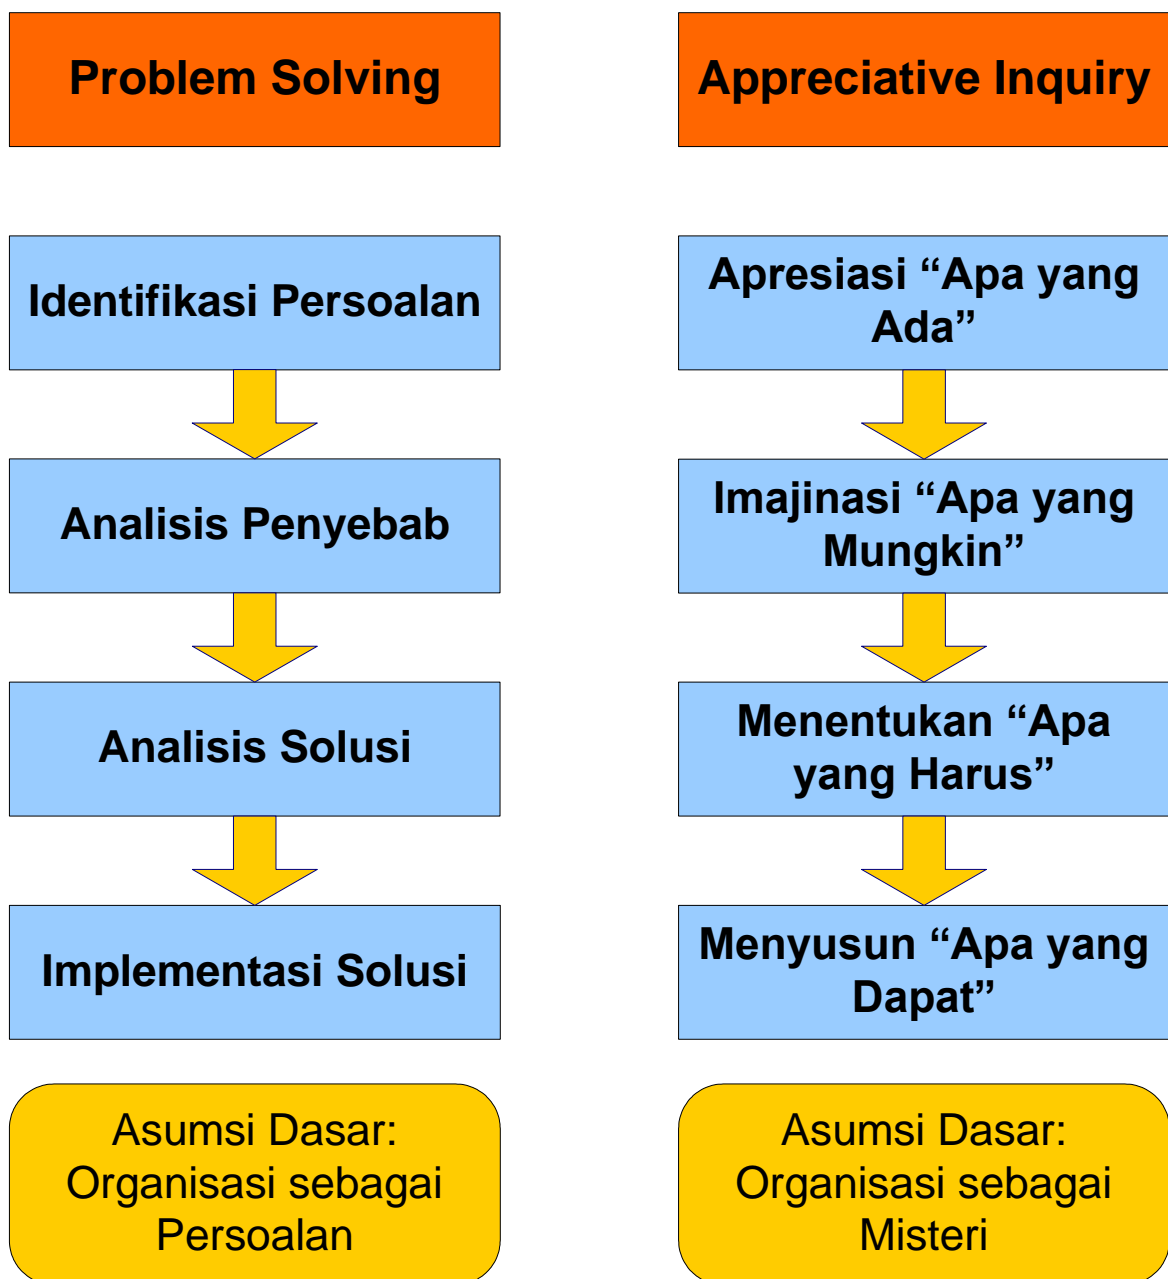 Problem Solving
Identifikasi Persoalan
Analisis Penyebab
Analisis Solusi
Implementasi Solusi
Asumsi Dasar:
Organisasi sebagai
Persoalan
Appreciative Inquiry
Apresiasi “Apa yang
Ada”
Imajinasi “Apa yang
Mungkin”
Menentukan “Apa
yang Harus”
Menyusun “Apa yang
Dapat”
Asumsi Dasar:
Organisasi sebagai
Misteri